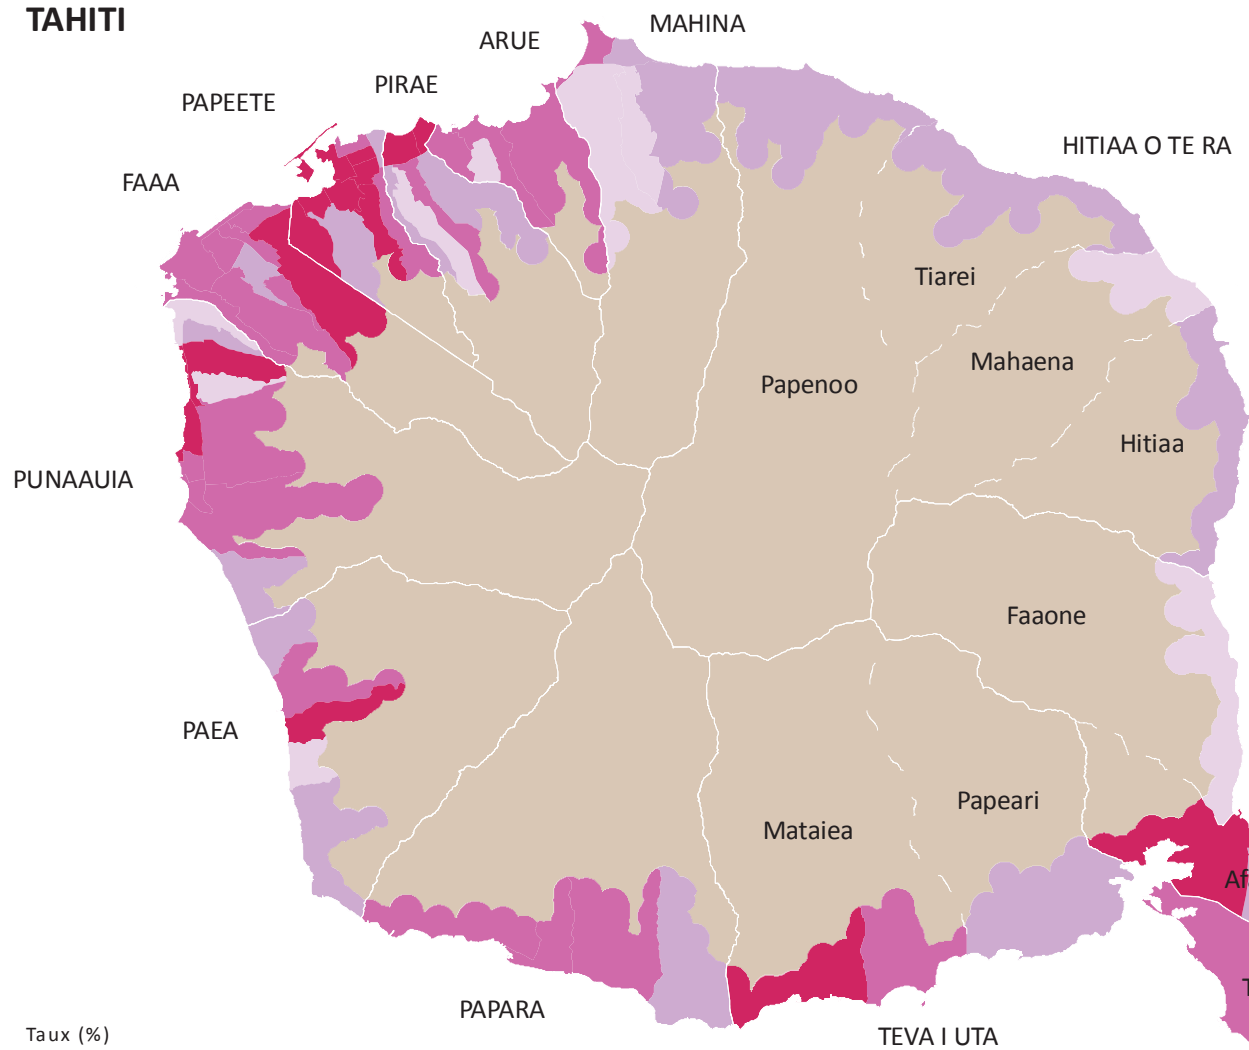 TAHITI
MAHINA
ARUE
PIRAE
PAPEETE
HITIAA O TE RA
FAAA
Tiarei
Mahaena
Papenoo
Hitiaa
PUNAAUIA
Faaone
PAEA
Papeari
Mataiea
Af
T
PAPARA
TEVA I UTA
Taux (%)